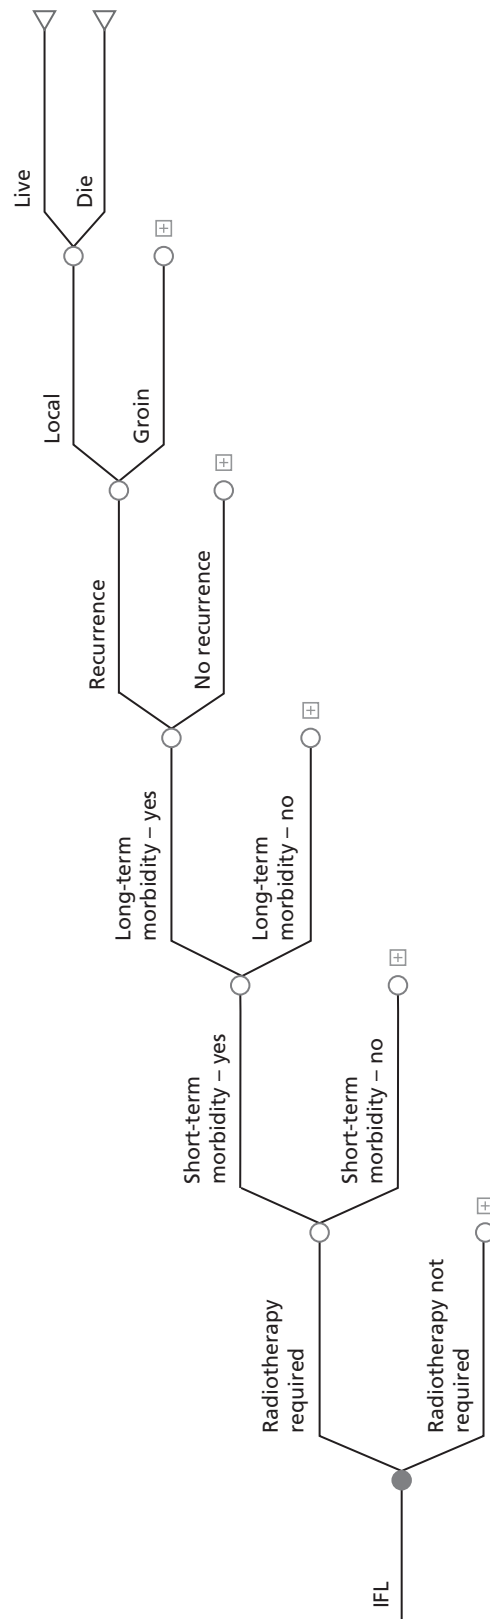 IFL
Radiotherapy
required
Radiotherapy not
required
Short-term
morbidity – yes
Short-term
morbidity – no
Long-term
morbidity – yes
Long-term
morbidity – no
Recurrence
No recurrence
Local
Groin
Live
Die